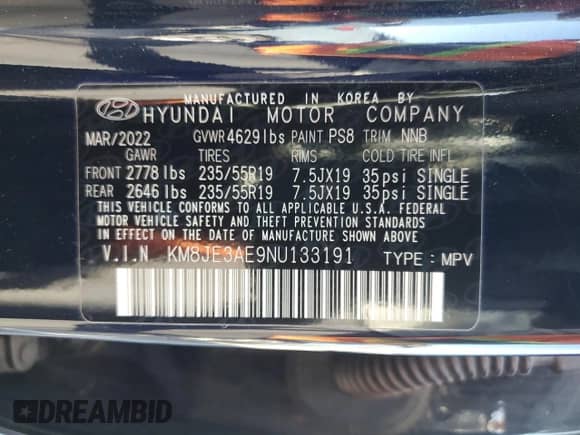 MANUFACTURED IN KOREA BY
HYUNDAI MOTOR COMPANY
MAR/2022 GVWR 4629 lbs PAINT PS8 TRIM NNB
GAWR TIRES RIMS COLD TIRE INFL
FRONT 2778 lbs 235/55R19 7.5JX19 35psi SINGLE
REAR 2646 lbs 235/55R19 7.5JX19 35psi SINGLE
THIS VEHICLE CONFORMS TO ALL APPLICABLE U.S.A. FEDERAL
MOTOR VEHICLE SAFETY AND THEFT PREVENTION STANDARDS
IN EFFECT ON THE DATE OF MANUFACTURE SHOWN ABOVE.
V.I.N KM8JE3AE9NU133191 TYPE: MPV
DREAMBID